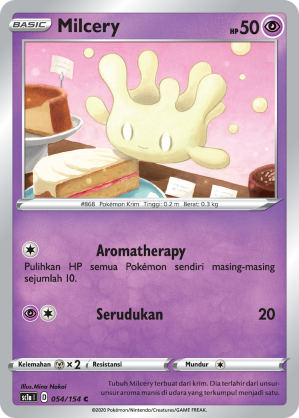 BASIC Milcery HP 50
#868 Pokémon Krim Tinggi: 0.2 m Berat: 0.3 kg
Aromatherapy
Pulihkan HP semua Pokémon sendiri masing-masing
sejumlah 10.
Serudukan 20
Kelemahan ×2 Resistansi Mundur
Illus. Mina Nakai
sc1a I D 054/154 C
Tubuh Milcery terbuat dari krim. Dia terlahir dari unsur-
unsur aroma manis di udara yang terkumpul menjadi satu.
©2020 Pokémon/Nintendo/Creatures/GAME FREAK.